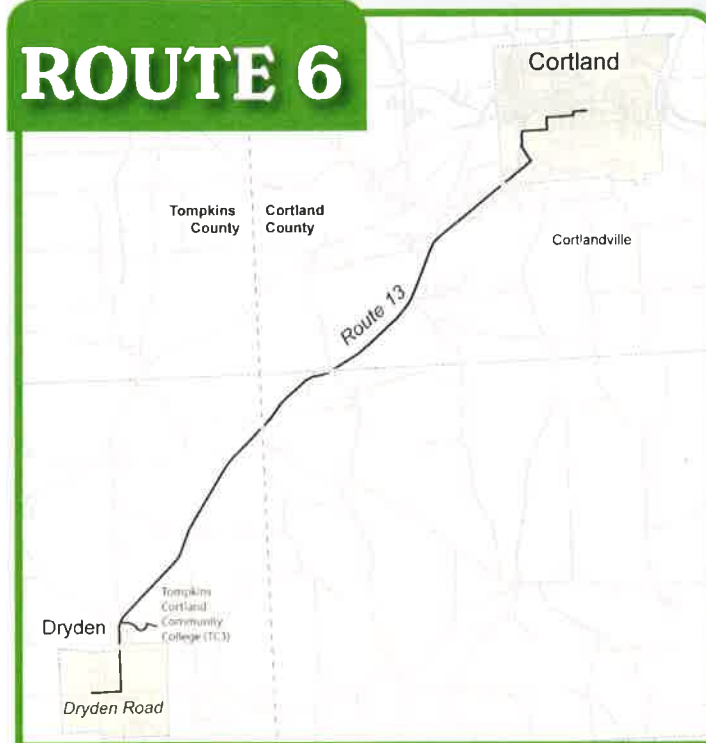 ROUTE 6
Cortland
Tompkins
County
Cortland
County
Cortlandville
Route 13
Tompkins
Cortland
Community
College (TC3)
Dryden
Dryden Road